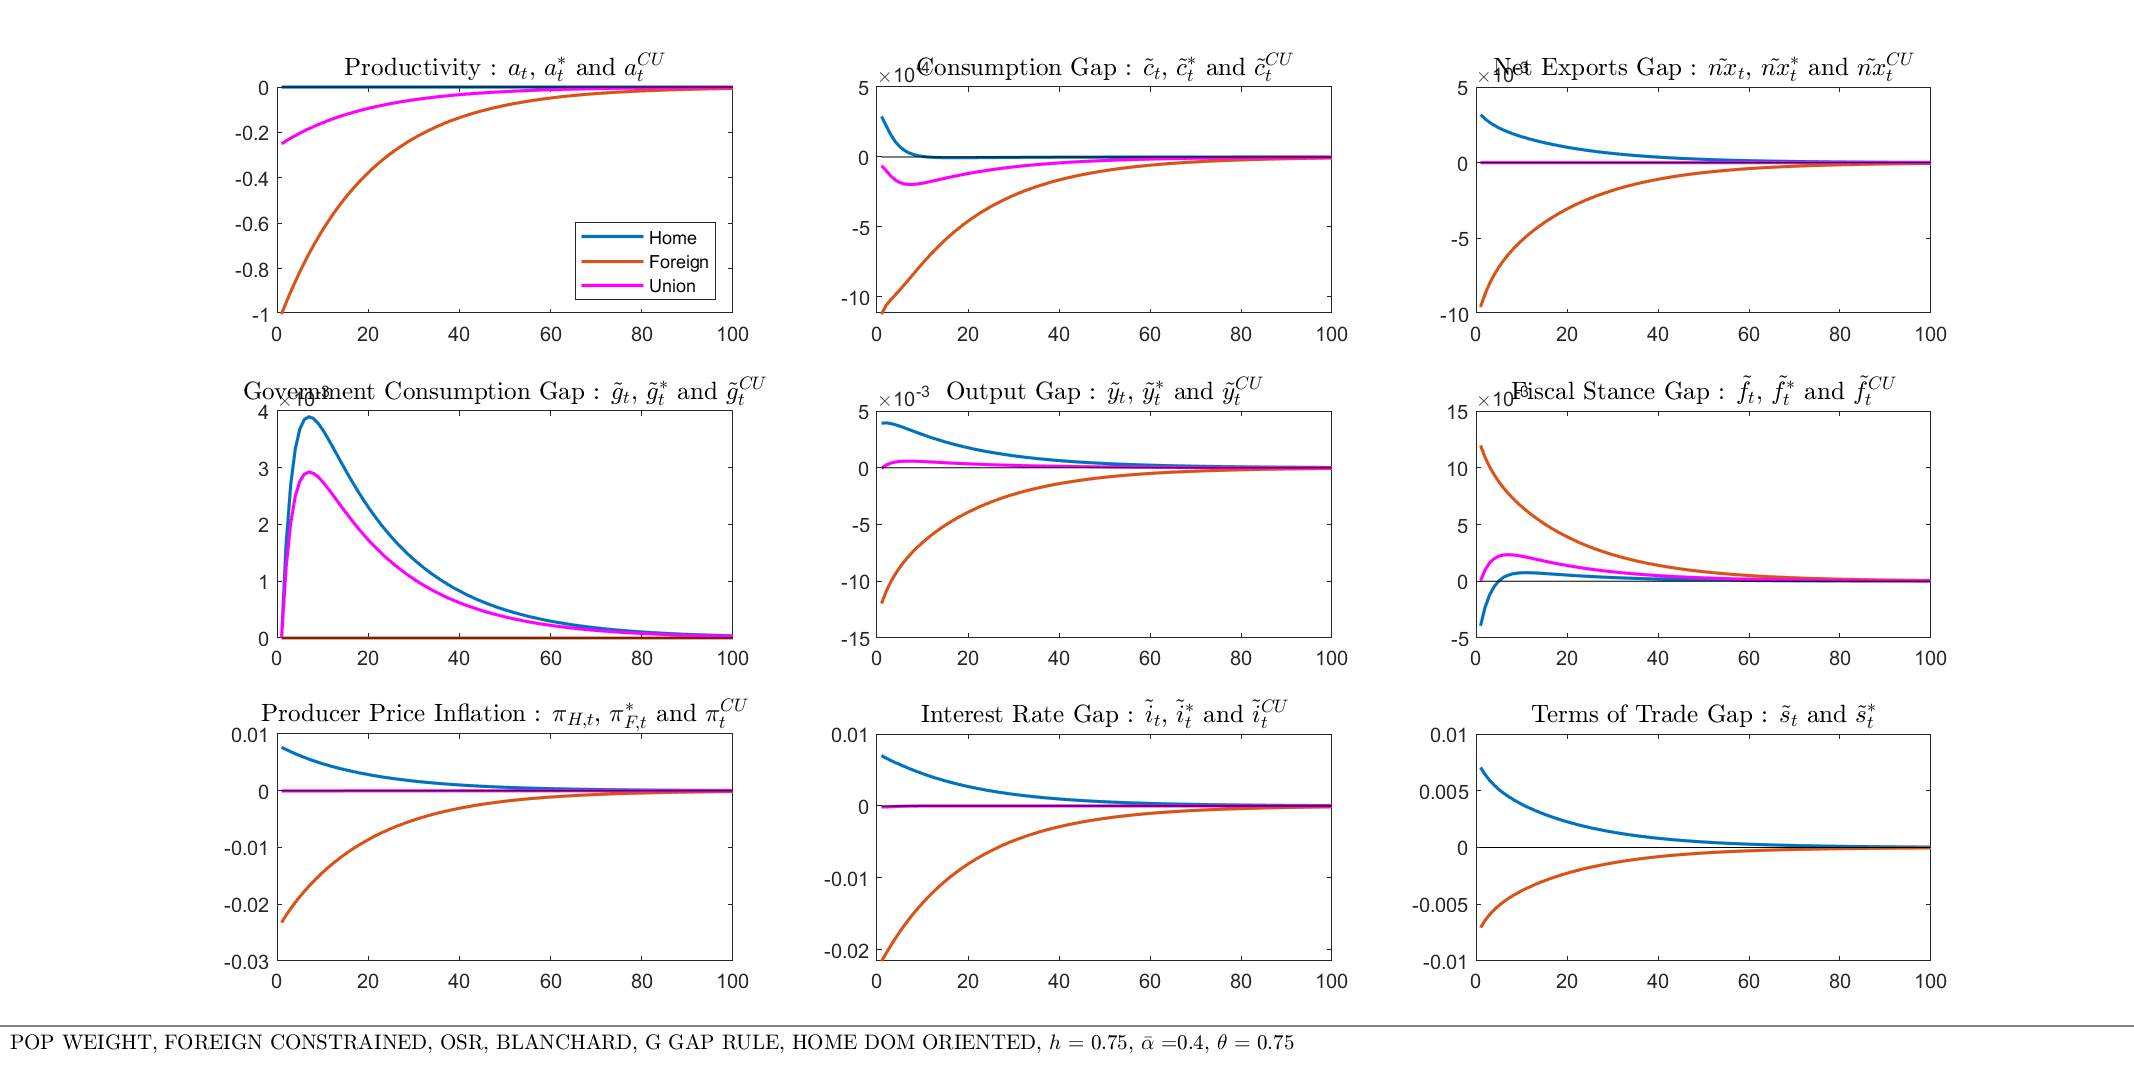 Productivity : a_t, a_t^* and a_t^{CU}
0
-0.2
-0.4
-0.6
-0.8
-1
0 20 40 60 80 100
Home
Foreign
Union
Consumption Gap : c̃_t, c̃_t^* and c̃_t^{CU}
×10^{-4}
5
0
-5
-10
0 20 40 60 80 100
Net Exports Gap : ñx_t, ñx_t^* and ñx_t^{CU}
×10^{-3}
5
0
-5
-10
0 20 40 60 80 100
Government Consumption Gap : g̃_t, g̃_t^* and g̃_t^{CU}
×10^{-3}
4
3
2
1
0
0 20 40 60 80 100
Output Gap : ỹ_t, ỹ_t^* and ỹ_t^{CU}
×10^{-3}
5
0
-5
-10
-15
0 20 40 60 80 100
Fiscal Stance Gap : f̃_t, f̃_t^* and f̃_t^{CU}
×10^{-3}
15
10
5
0
-5
0 20 40 60 80 100
Producer Price Inflation : π_{H,t}, π_{F,t}^* and π_t^{CU}
0.01
0
-0.01
-0.02
-0.03
0 20 40 60 80 100
Interest Rate Gap : ĩ_t, ĩ_t^* and ĩ_t^{CU}
0.01
0
-0.01
-0.02
0 20 40 60 80 100
Terms of Trade Gap : s̃_t and s̃_t^*
0.01
0.005
0
-0.005
-0.01
0 20 40 60 80 100
POP WEIGHT, FOREIGN CONSTRAINED, OSR, BLANCHARD, G GAP RULE, HOME DOM ORIENTED, h = 0.75, ᾱ =0.4, θ = 0.75